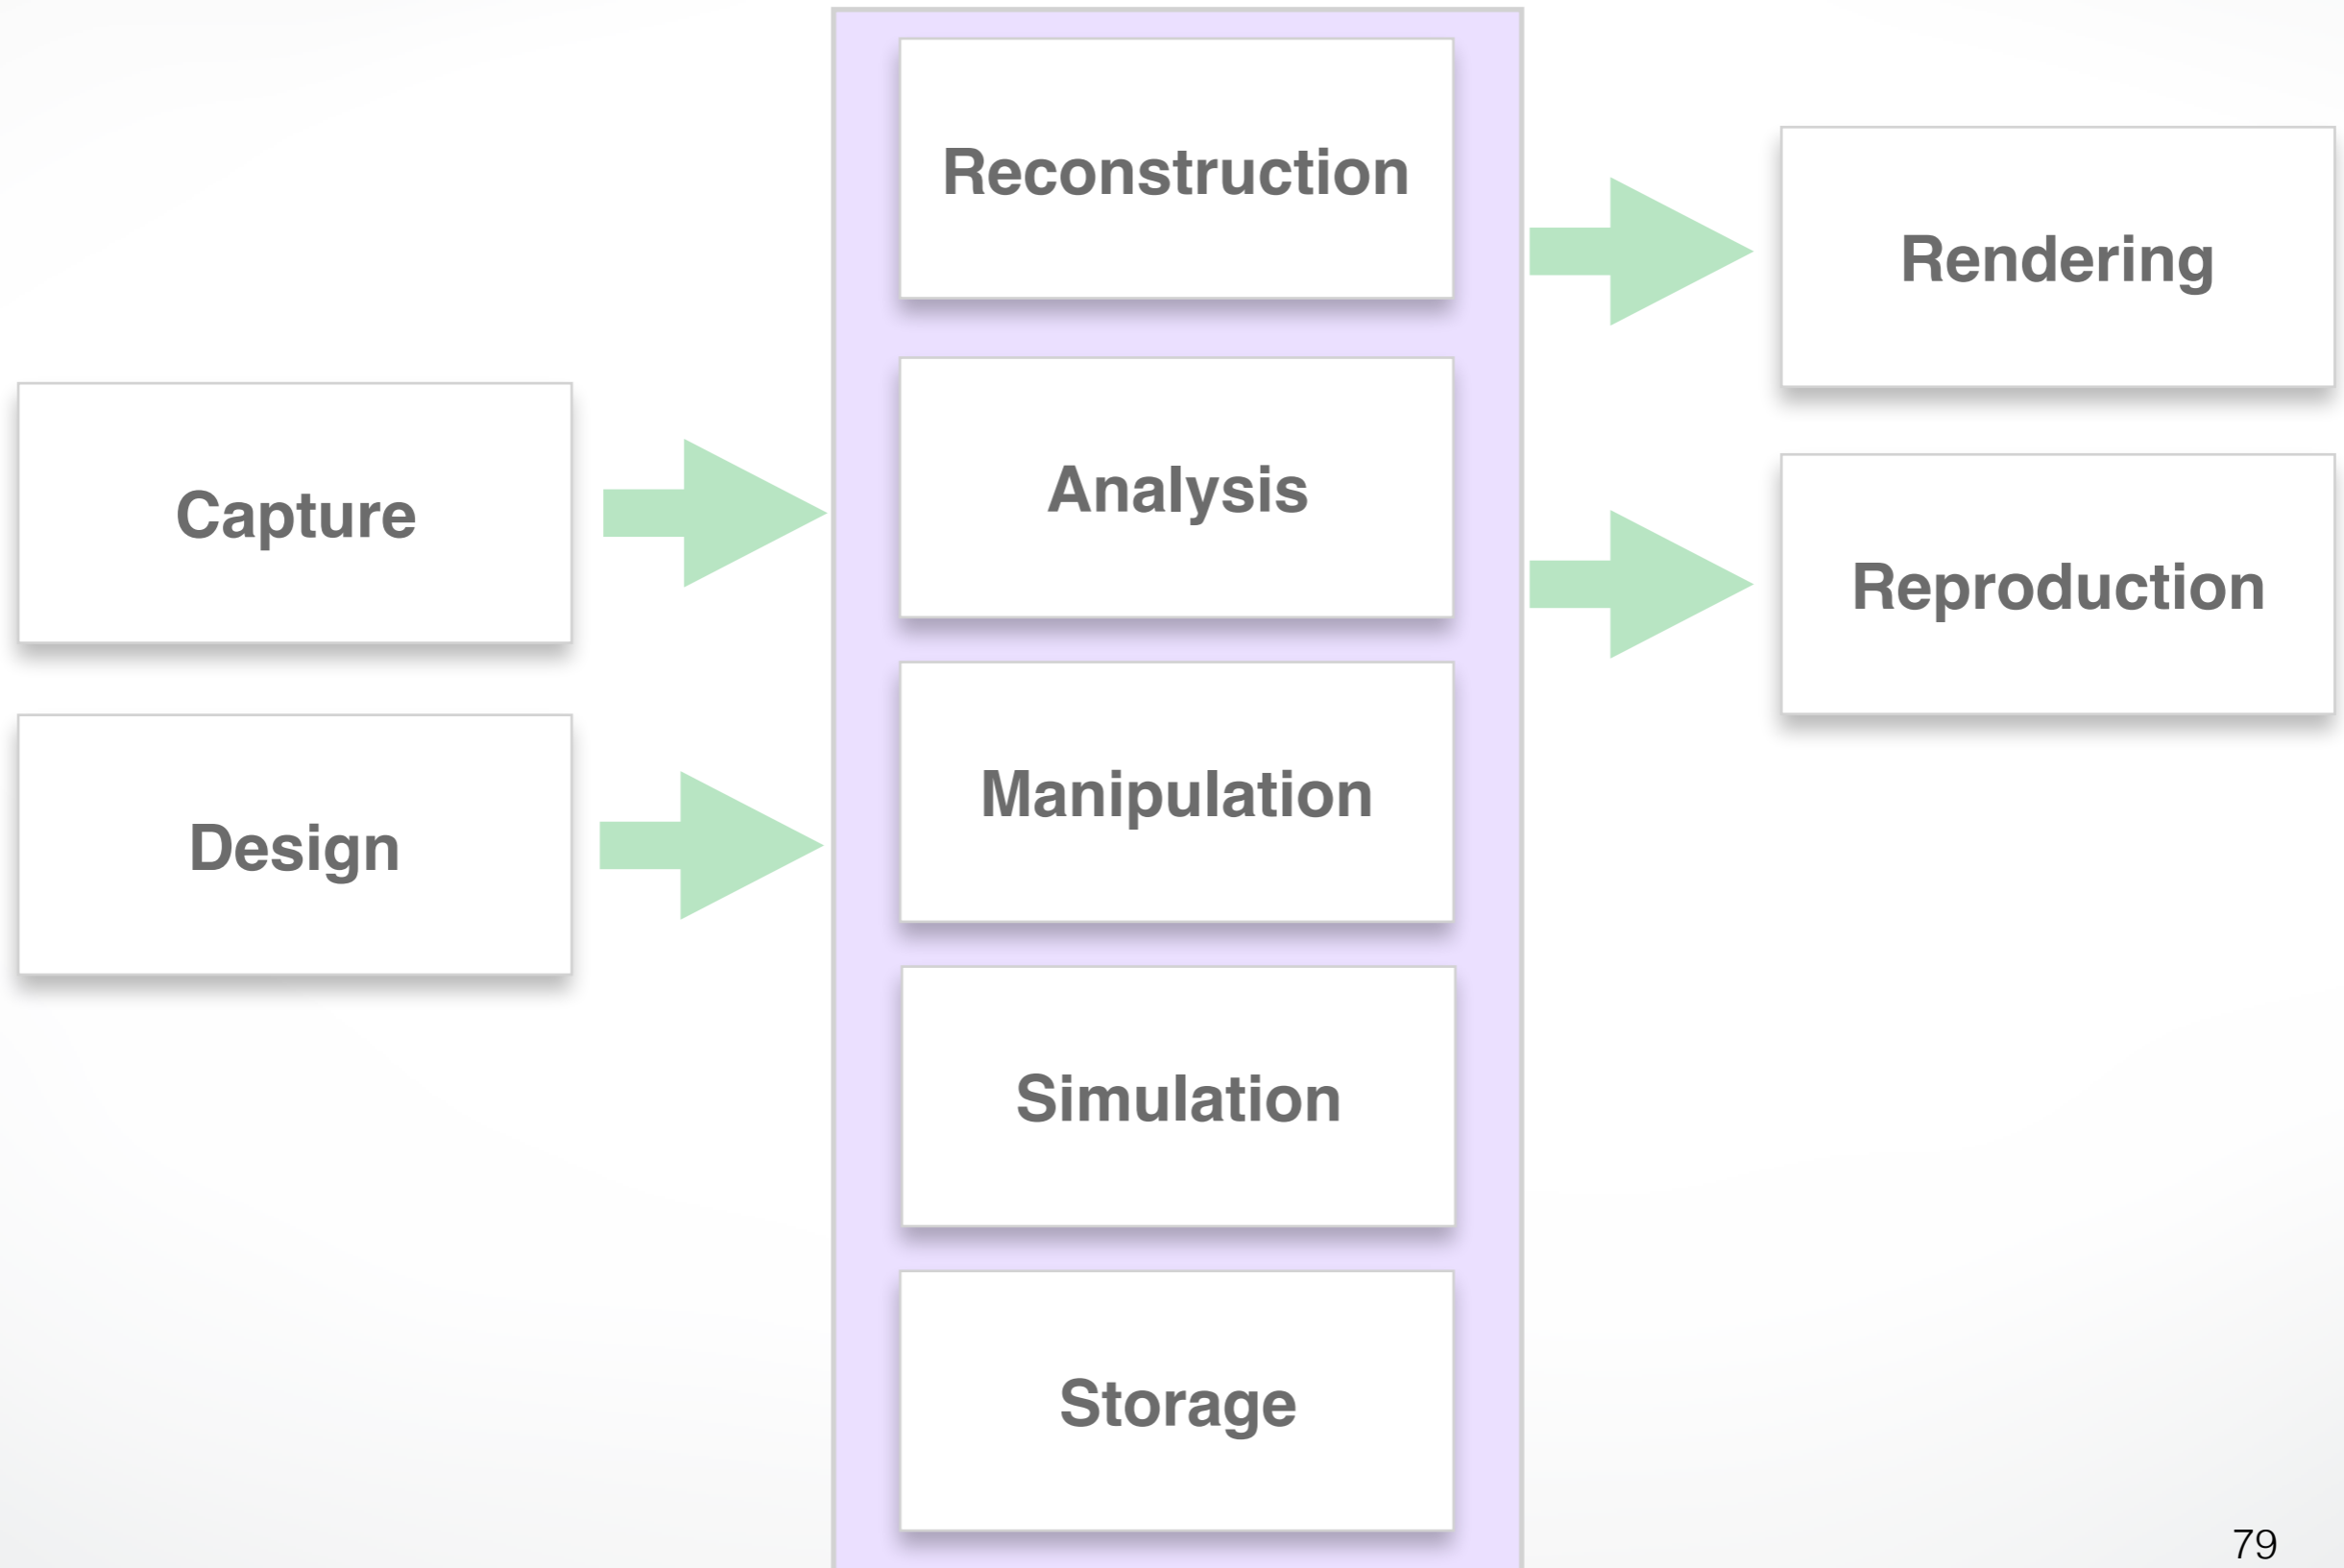 Capture
Design
Reconstruction
Analysis
Manipulation
Simulation
Storage
Rendering
Reproduction
79